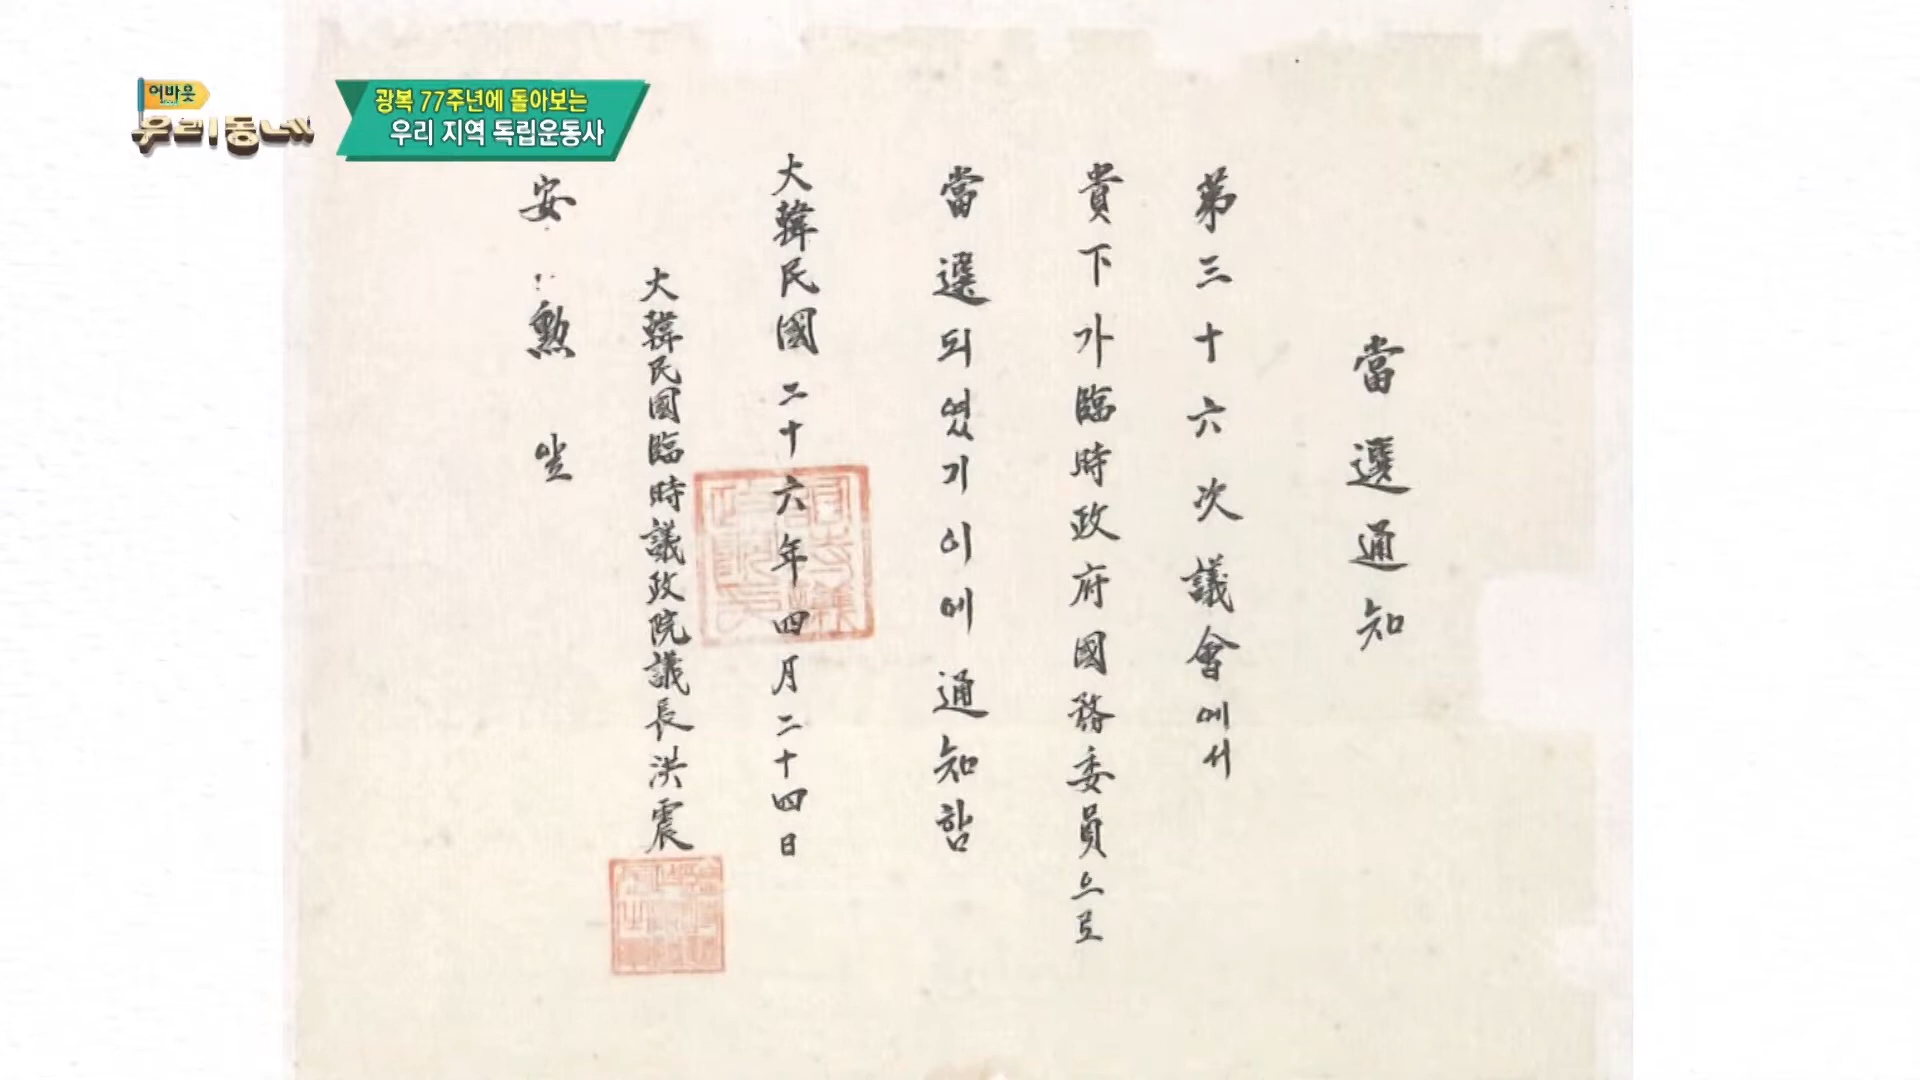 어바웃
우리동네
광복 77주년에 돌아보는
우리 지역 독립운동사
當選通知
第三十六次議會에서
貴下가臨時政府國務委員으로
當選되엿기이에通知함
大韓民國二十六年四月二十四日
大韓民國臨時議政院議長洪震
安勲 坐